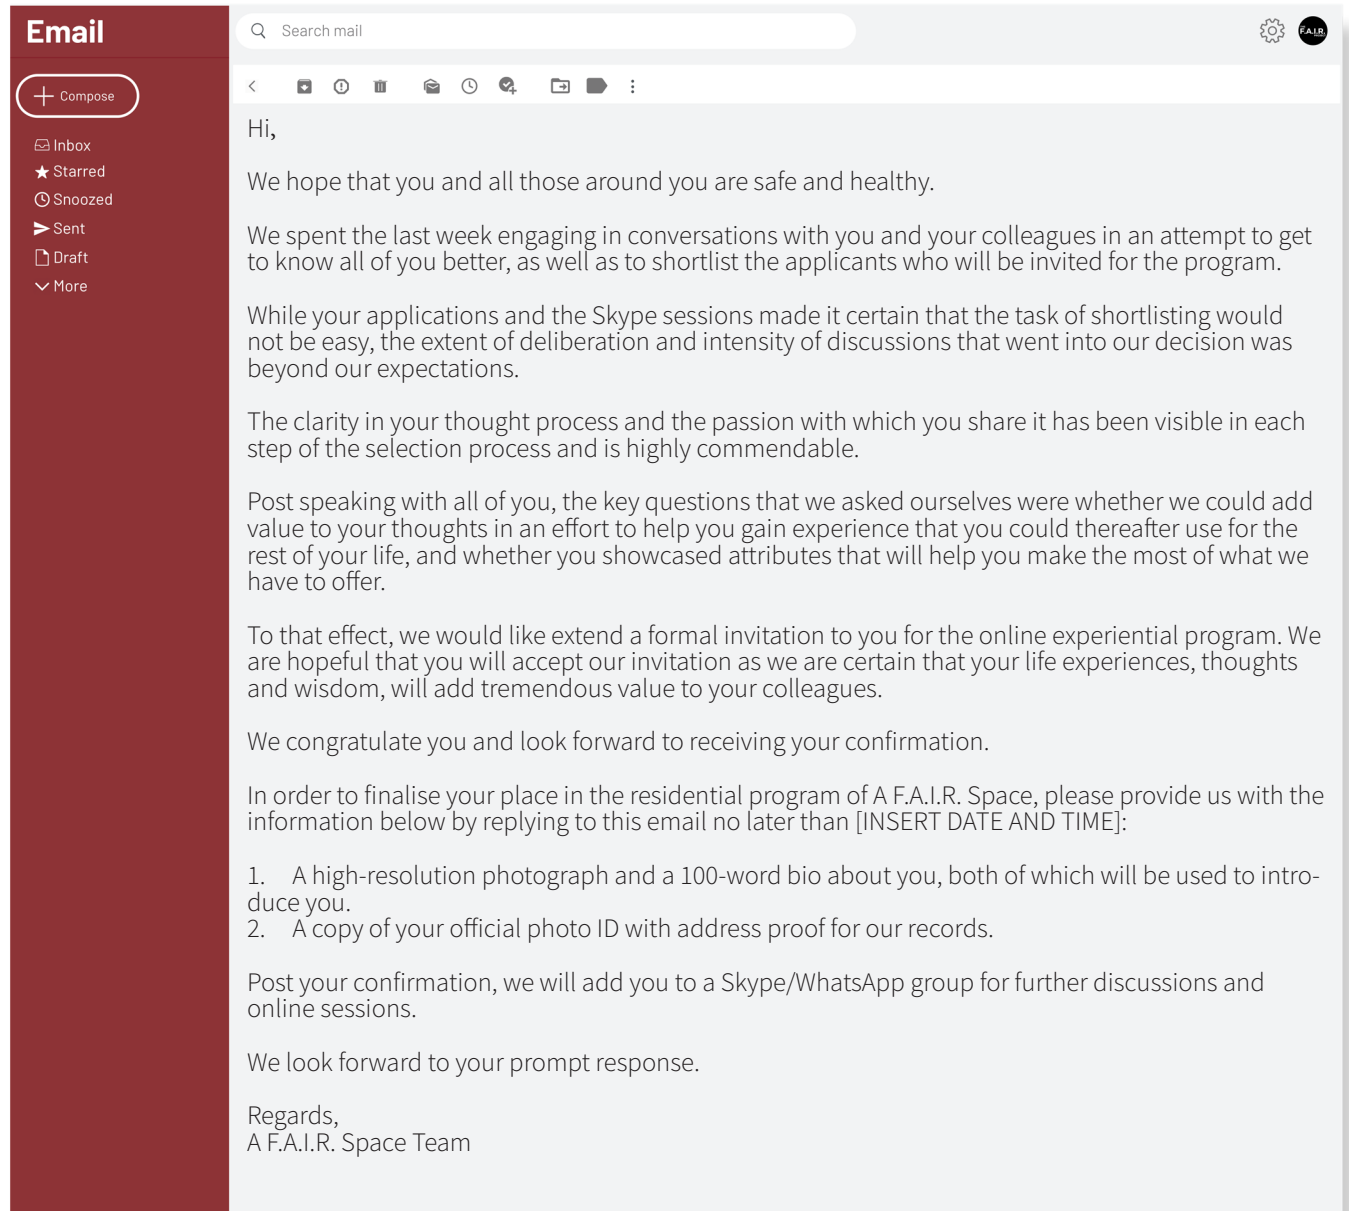 Email
Search mail
F.A.I.R.
Compose
Inbox
Starred
Snoozed
Sent
Draft
More
Hi,
We hope that you and all those around you are safe and healthy.
We spent the last week engaging in conversations with you and your colleagues in an attempt to get
to know all of you better, as well as to shortlist the applicants who will be invited for the program.
While your applications and the Skype sessions made it certain that the task of shortlisting would
not be easy, the extent of deliberation and intensity of discussions that went into our decision was
beyond our expectations.
The clarity in your thought process and the passion with which you share it has been visible in each
step of the selection process and is highly commendable.
Post speaking with all of you, the key questions that we asked ourselves were whether we could add
value to your thoughts in an effort to help you gain experience that you could thereafter use for the
rest of your life, and whether you showcased attributes that will help you make the most of what we
have to offer.
To that effect, we would like extend a formal invitation to you for the online experiential program. We
are hopeful that you will accept our invitation as we are certain that your life experiences, thoughts
and wisdom, will add tremendous value to your colleagues.
We congratulate you and look forward to receiving your confirmation.
In order to finalise your place in the residential program of A F.A.I.R. Space, please provide us with the
information below by replying to this email no later than [INSERT DATE AND TIME]:
1. A high-resolution photograph and a 100-word bio about you, both of which will be used to intro-
duce you.
2. A copy of your official photo ID with address proof for our records.
Post your confirmation, we will add you to a Skype/WhatsApp group for further discussions and
online sessions.
We look forward to your prompt response.
Regards,
A F.A.I.R. Space Team